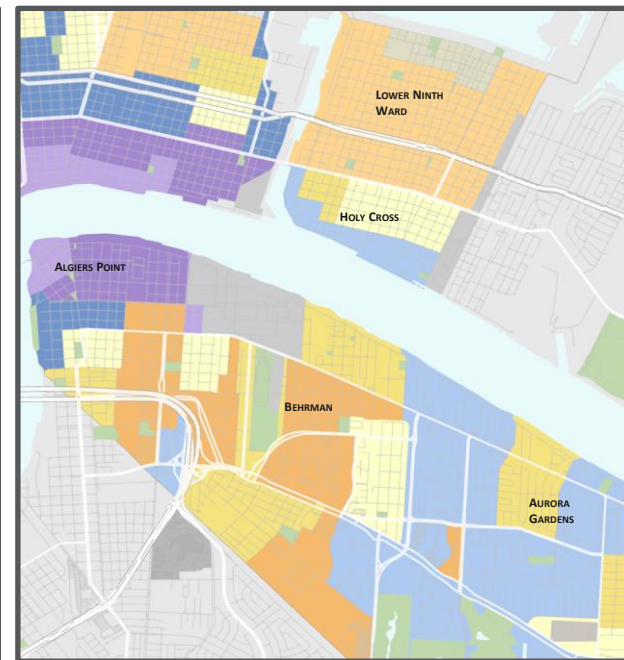 Lower Ninth
Ward
Holy Cross
Algiers Point
Behrman
Aurora
Gardens